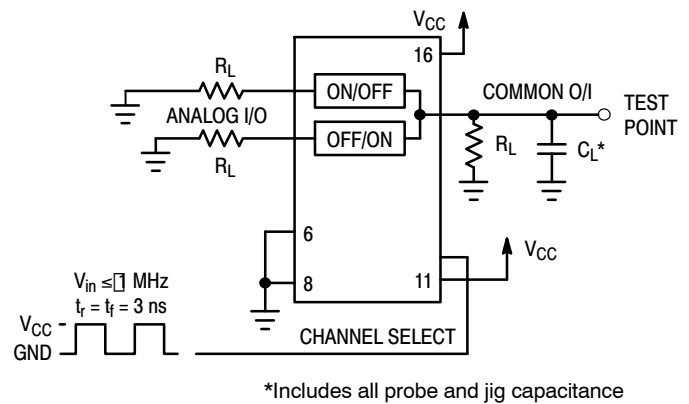 VCC
16
RL
ON/OFF
COMMON O/I
TEST
POINT
ANALOG I/O
OFF/ON
RL
RL
CL*
6
VCC
8
11
Vin ≤ 1 MHz
tr = tf = 3 ns
VCC
GND
CHANNEL SELECT
*Includes all probe and jig capacitance